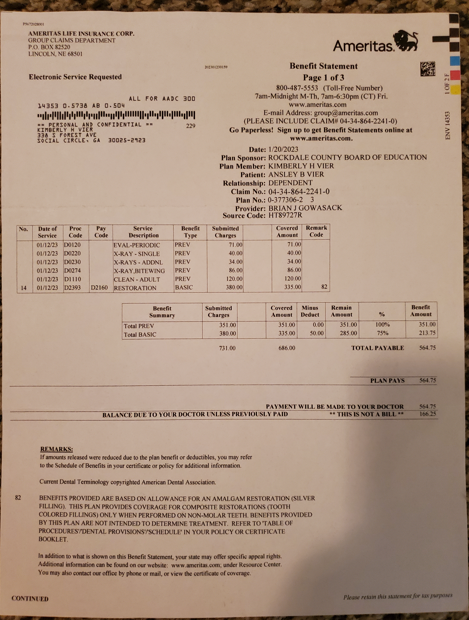 AMERITAS LIFE INSURANCE CORP.
GROUP CLAIMS DEPARTMENT
P.O. BOX 82520
LINCOLN, NE 68501
Ameritas
Electronic Service Requested
Benefit Statement
Page 1 of 3
800-487-5553 (Toll-Free Number)
7am-Midnight M-Th, 7am-6:30pm (CT) Fri.
www.ameritas.com
E-mail Address: group@ameritas.com
(PLEASE INCLUDE CLAIM# 04-34-864-2241-0)
Go Paperless! Sign up to get Benefit Statements online at
www.ameritas.com.
ALL FOR AADC 300
14353 0.5738 AB 0.504
** PERSONAL AND CONFIDENTIAL ** 229
KIMBERLY H VIER
338 I FOREST AVE
SOCIAL CIRCLE, GA 30025-2923
ENV 14353
1 OF 2
Date: 1/20/2023
Plan Sponsor: ROCKDALE COUNTY BOARD OF EDUCATION
Plan Member: KIMBERLY H VIER
Patient: ANSLEY B VIER
Relationship: DEPENDENT
Claim No.: 04-34-864-2241-0
Plan No.: 0-377306-2 3
Provider: BRIAN J GOWASACK
Source Code: HT89727R
No. Date of Service Proc Code Pay Code Service Description Submitted Charges Covered Amount Remark Code
01/12/23 D0120 EVAL-PERIODIC PREV 71.00 71.00
01/12/23 D0220 X-RAY - SINGLE PREV 40.00 40.00
01/12/23 D0230 X-RAYS - ADDNL PREV 34.00 34.00
01/12/23 D0274 X-RAY,BITEWING PREV 86.00 86.00
01/12/23 D1110 CLEAN - ADULT PREV 120.00 120.00
14 01/12/23 D2393 D2160 RESTORATION BASIC 380.00 335.00 82
Benefit Summary Submitted Charges Covered Amount Minus Deduct Remain Amount % Benefit Amount
Total PREV 351.00 351.00 0.00 351.00 100% 351.00
Total BASIC 380.00 335.00 50.00 285.00 75% 213.75
731.00 686.00 TOTAL PAYABLE 564.75
PLAN PAYS 564.75
PAYMENT WILL BE MADE TO YOUR DOCTOR 564.75
BALANCE DUE TO YOUR DOCTOR UNLESS PREVIOUSLY PAID ** THIS IS NOT A BILL ** 166.25
REMARKS:
If amounts released were reduced due to the plan benefit or deductibles, you may refer
to the Schedule of Benefits in your certificate or policy for additional information.
Current Dental Terminology copyrighted American Dental Association.
82 BENEFITS PROVIDED ARE BASED ON ALLOWANCE FOR AN AMALGAM RESTORATION (SILVER
FILLING). THIS PLAN PROVIDES COVERAGE FOR COMPOSITE RESTORATIONS (TOOTH
COLORED FILLINGS) ONLY WHEN PERFORMED ON NON-MOLAR TEETH. BENEFITS PROVIDED
BY THIS PLAN ARE NOT INTENDED TO DETERMINE TREATMENT. REFER TO 'TABLE OF
PROCEDURES'/'DENTAL PROVISIONS'/'SCHEDULE' IN YOUR POLICY OR CERTIFICATE
BOOKLET.
In addition to what is shown on this Benefit Statement, your state may offer specific appeal rights.
Additional information can be found on our website: www.ameritas.com; under Resource Center.
You may also contact our office by phone or mail, or view the certificate of coverage.
CONTINUED
Please retain this statement for tax purposes